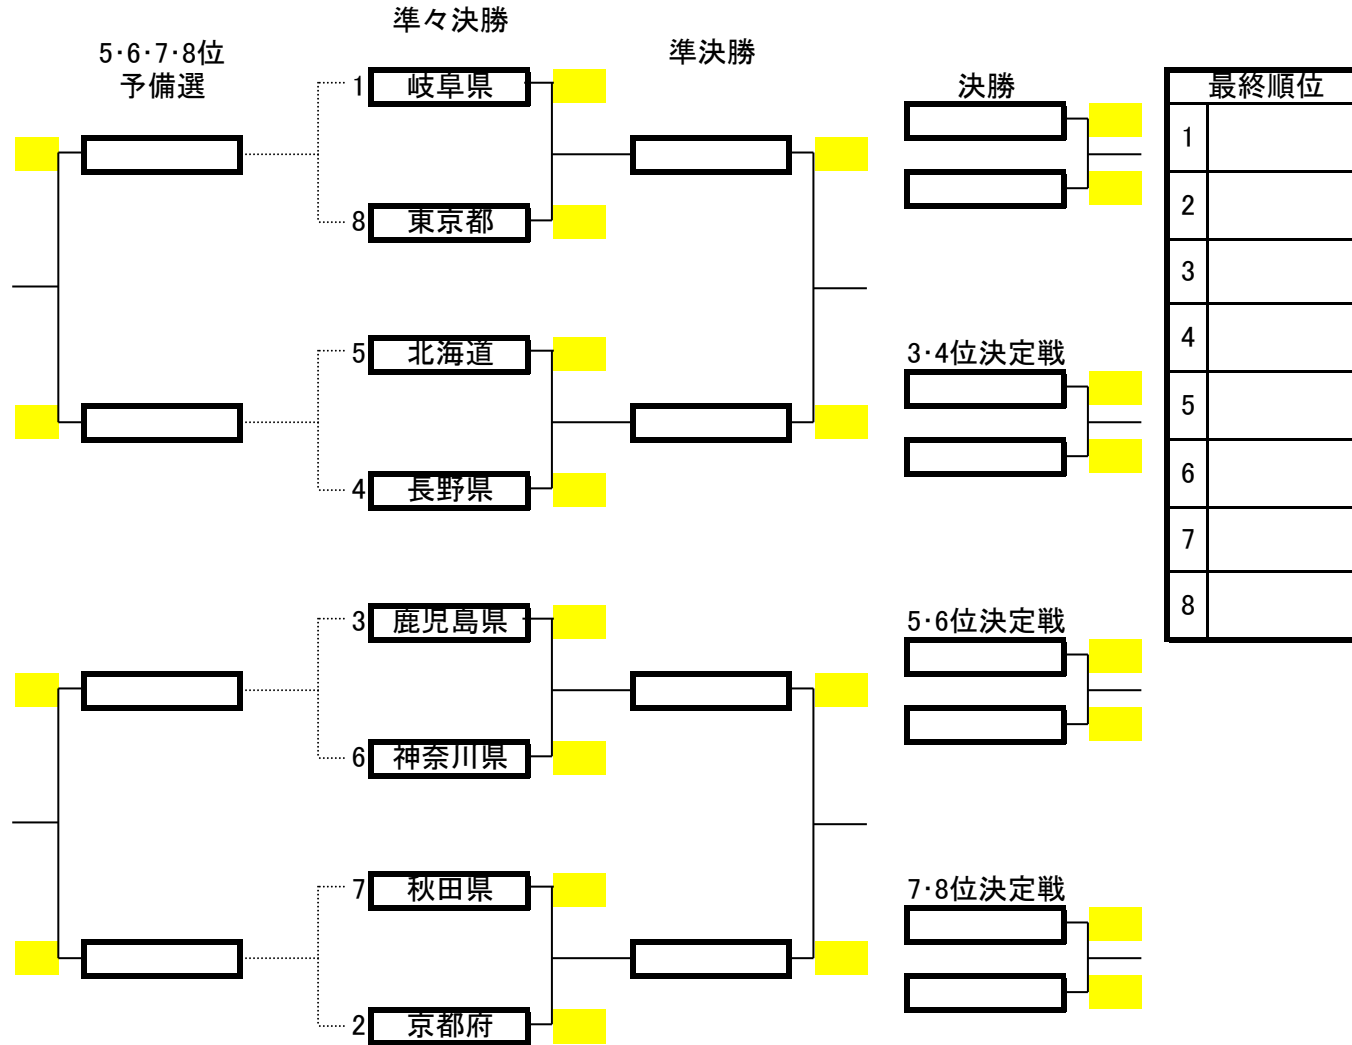 準々決勝
5・6・7・8位
予備選
準決勝
決勝
最終順位
1 岐阜県
8 東京都
5 北海道
4 長野県
3 鹿児島県
6 神奈川県
7 秋田県
2 京都府
3・4位決定戦
5・6位決定戦
7・8位決定戦
1
2
3
4
5
6
7
8